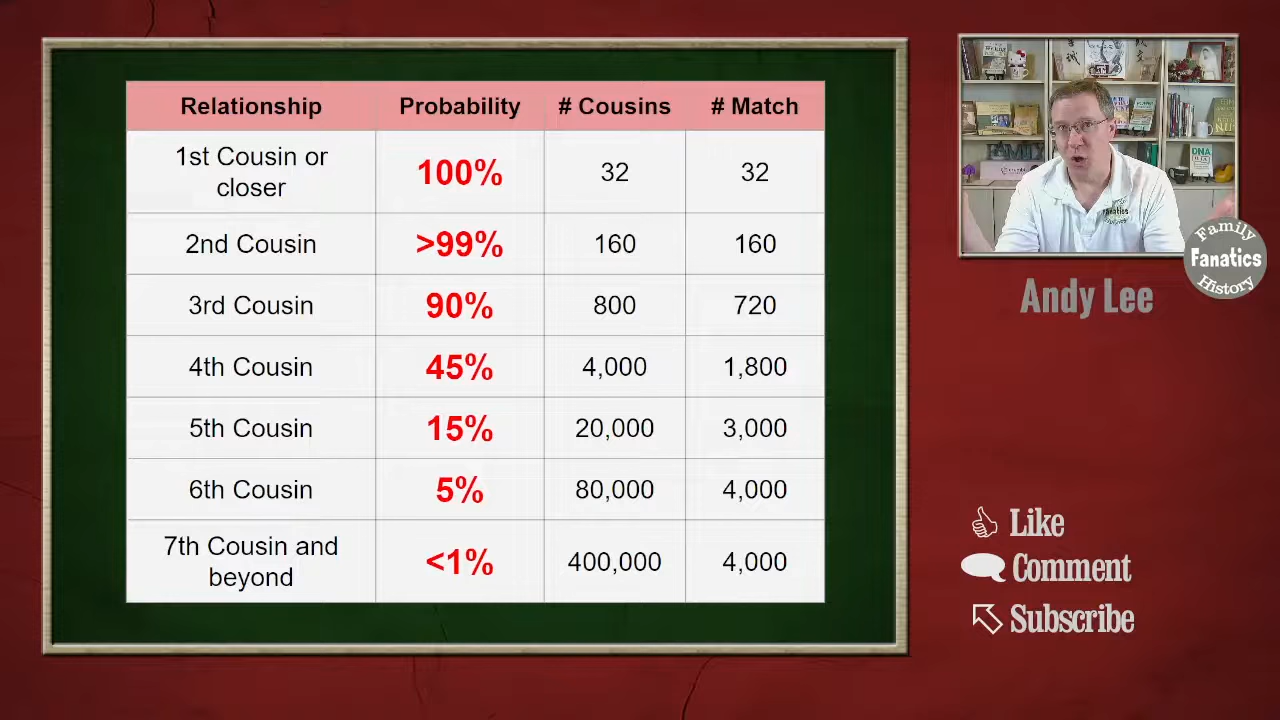 Relationship Probability # Cousins # Match
1st Cousin or
closer
100% 32 32
2nd Cousin >99% 160 160
3rd Cousin 90% 800 720
4th Cousin 45% 4,000 1,800
5th Cousin 15% 20,000 3,000
6th Cousin 5% 80,000 4,000
7th Cousin and
beyond
<1% 400,000 4,000
DNA
Fanatics
Family
Fanatics
History
Andy Lee
Like
Comment
Subscribe